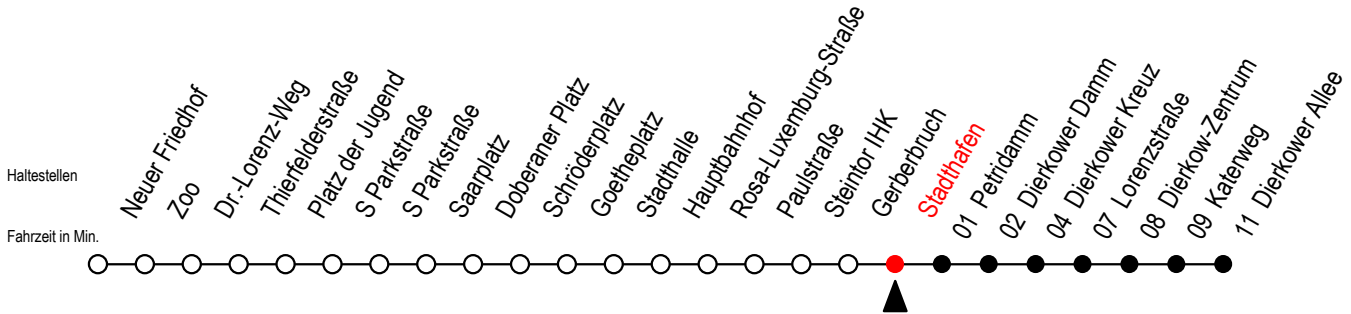 Haltestellen
Fahrzeit in Min.
Neuer Friedhof
Zoo
Dr.-Lorenz-Weg
Thierfelderstraße
Platz der Jugend
S Parkstraße
S Parkstraße
Saarplatz
Doberaner Platz
Schröderplatz
Goetheplatz
Stadthalle
Hauptbahnhof
Rosa-Luxemburg-Straße
Paulstraße
Steintor IHK
Gerberbruch
Stadthafen
01 Petridamm
02 Dierkower Damm
04 Dierkower Kreuz
07 Lorenzstraße
08 Dierkow-Zentrum
09 Katerweg
11 Dierkower Allee